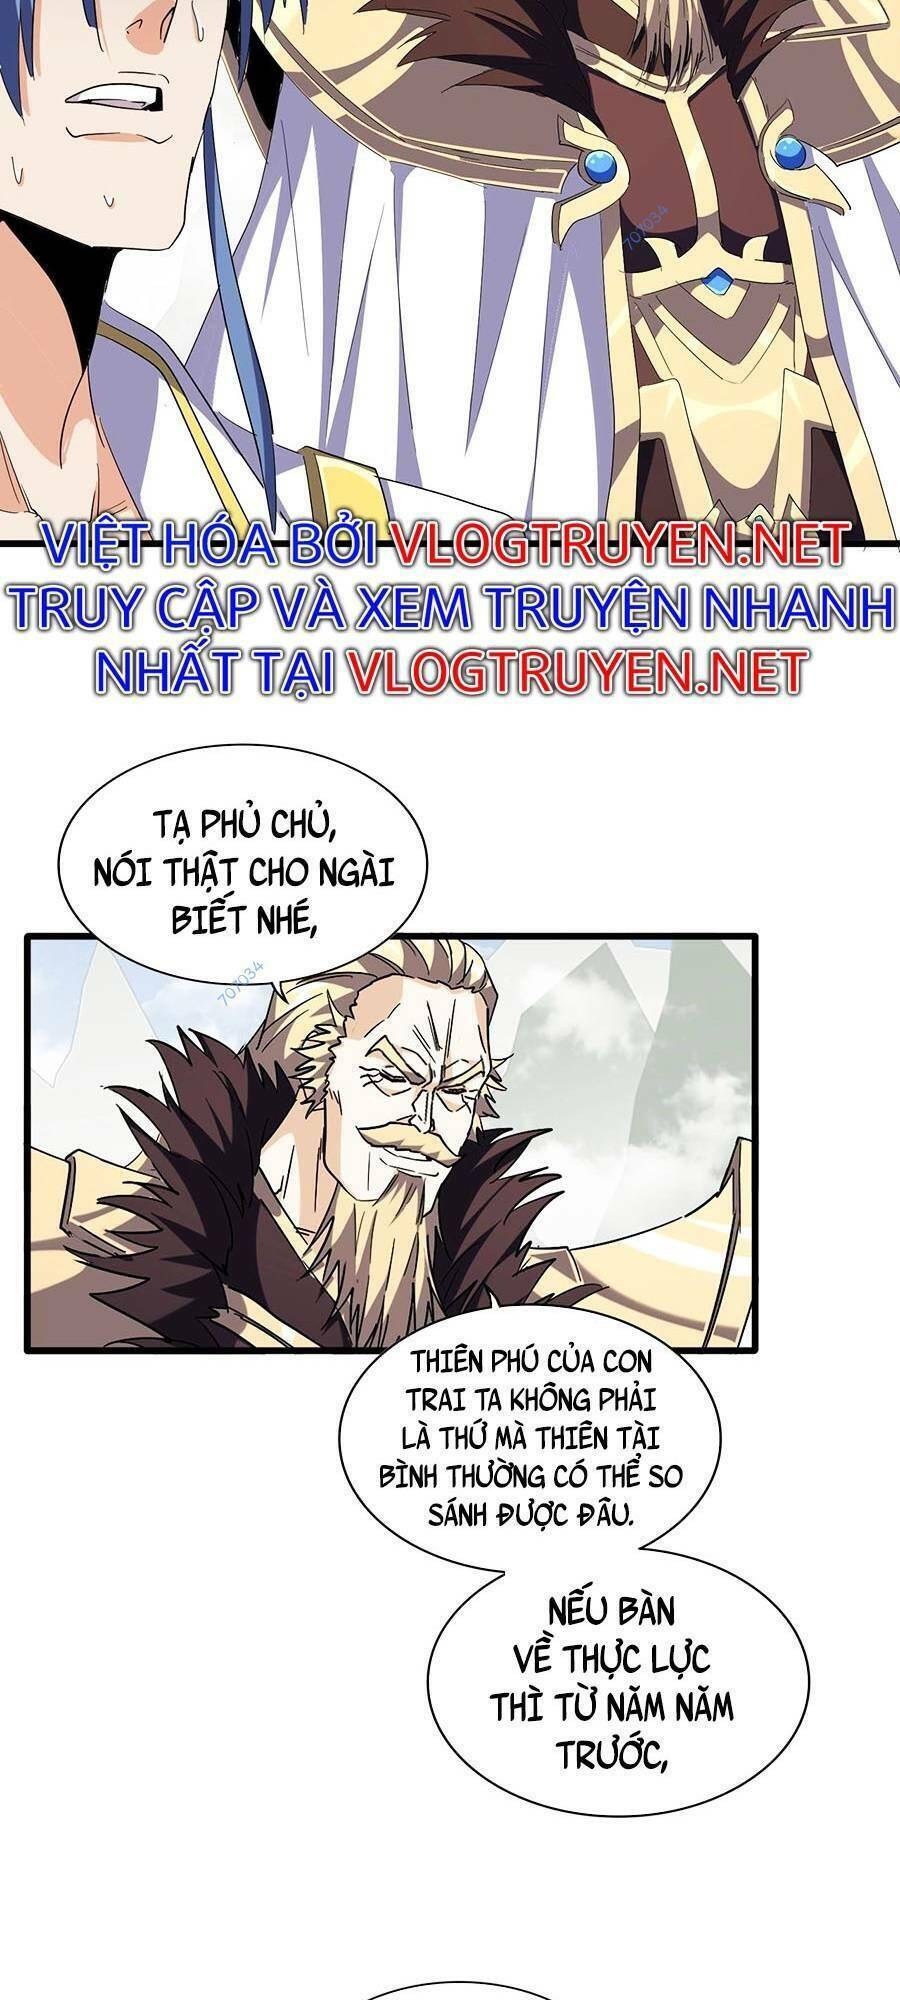 707034
VIỆT HÓA BỞI VLOGTRUYEN.NET
TRUY CẬP VÀ XEM TRUYỆN NHANH
NHẤT TẠI VLOGTRUYEN.NET
TẠ PHỦ CHỦ,
NÓI THẬT CHO NGÀI
BIẾT NHÉ,
707034
THIÊN PHÚ CỦA CON
TRAI TA KHÔNG PHẢI
LÀ THỨ MÀ THIÊN TÀI
BÌNH THƯỜNG CÓ THỂ SO
SÁNH ĐƯỢC ĐÂU.
NẾU BÀN
VỀ THỰC LỰC
THÌ TỪ NĂM NĂM
TRƯỚC,